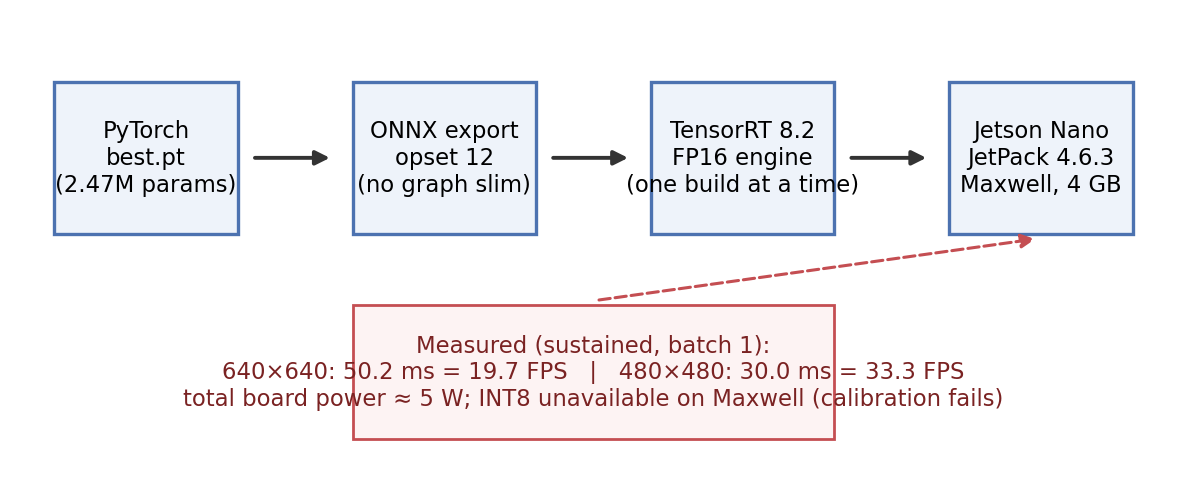 PyTorch
best.pt
(2.47M params)
ONNX export
opset 12
(no graph slim)
TensorRT 8.2
FP16 engine
(one build at a time)
Jetson Nano
JetPack 4.6.3
Maxwell, 4 GB
Measured (sustained, batch 1):
640×640: 50.2 ms = 19.7 FPS | 480×480: 30.0 ms = 33.3 FPS
total board power ≈ 5 W; INT8 unavailable on Maxwell (calibration fails)